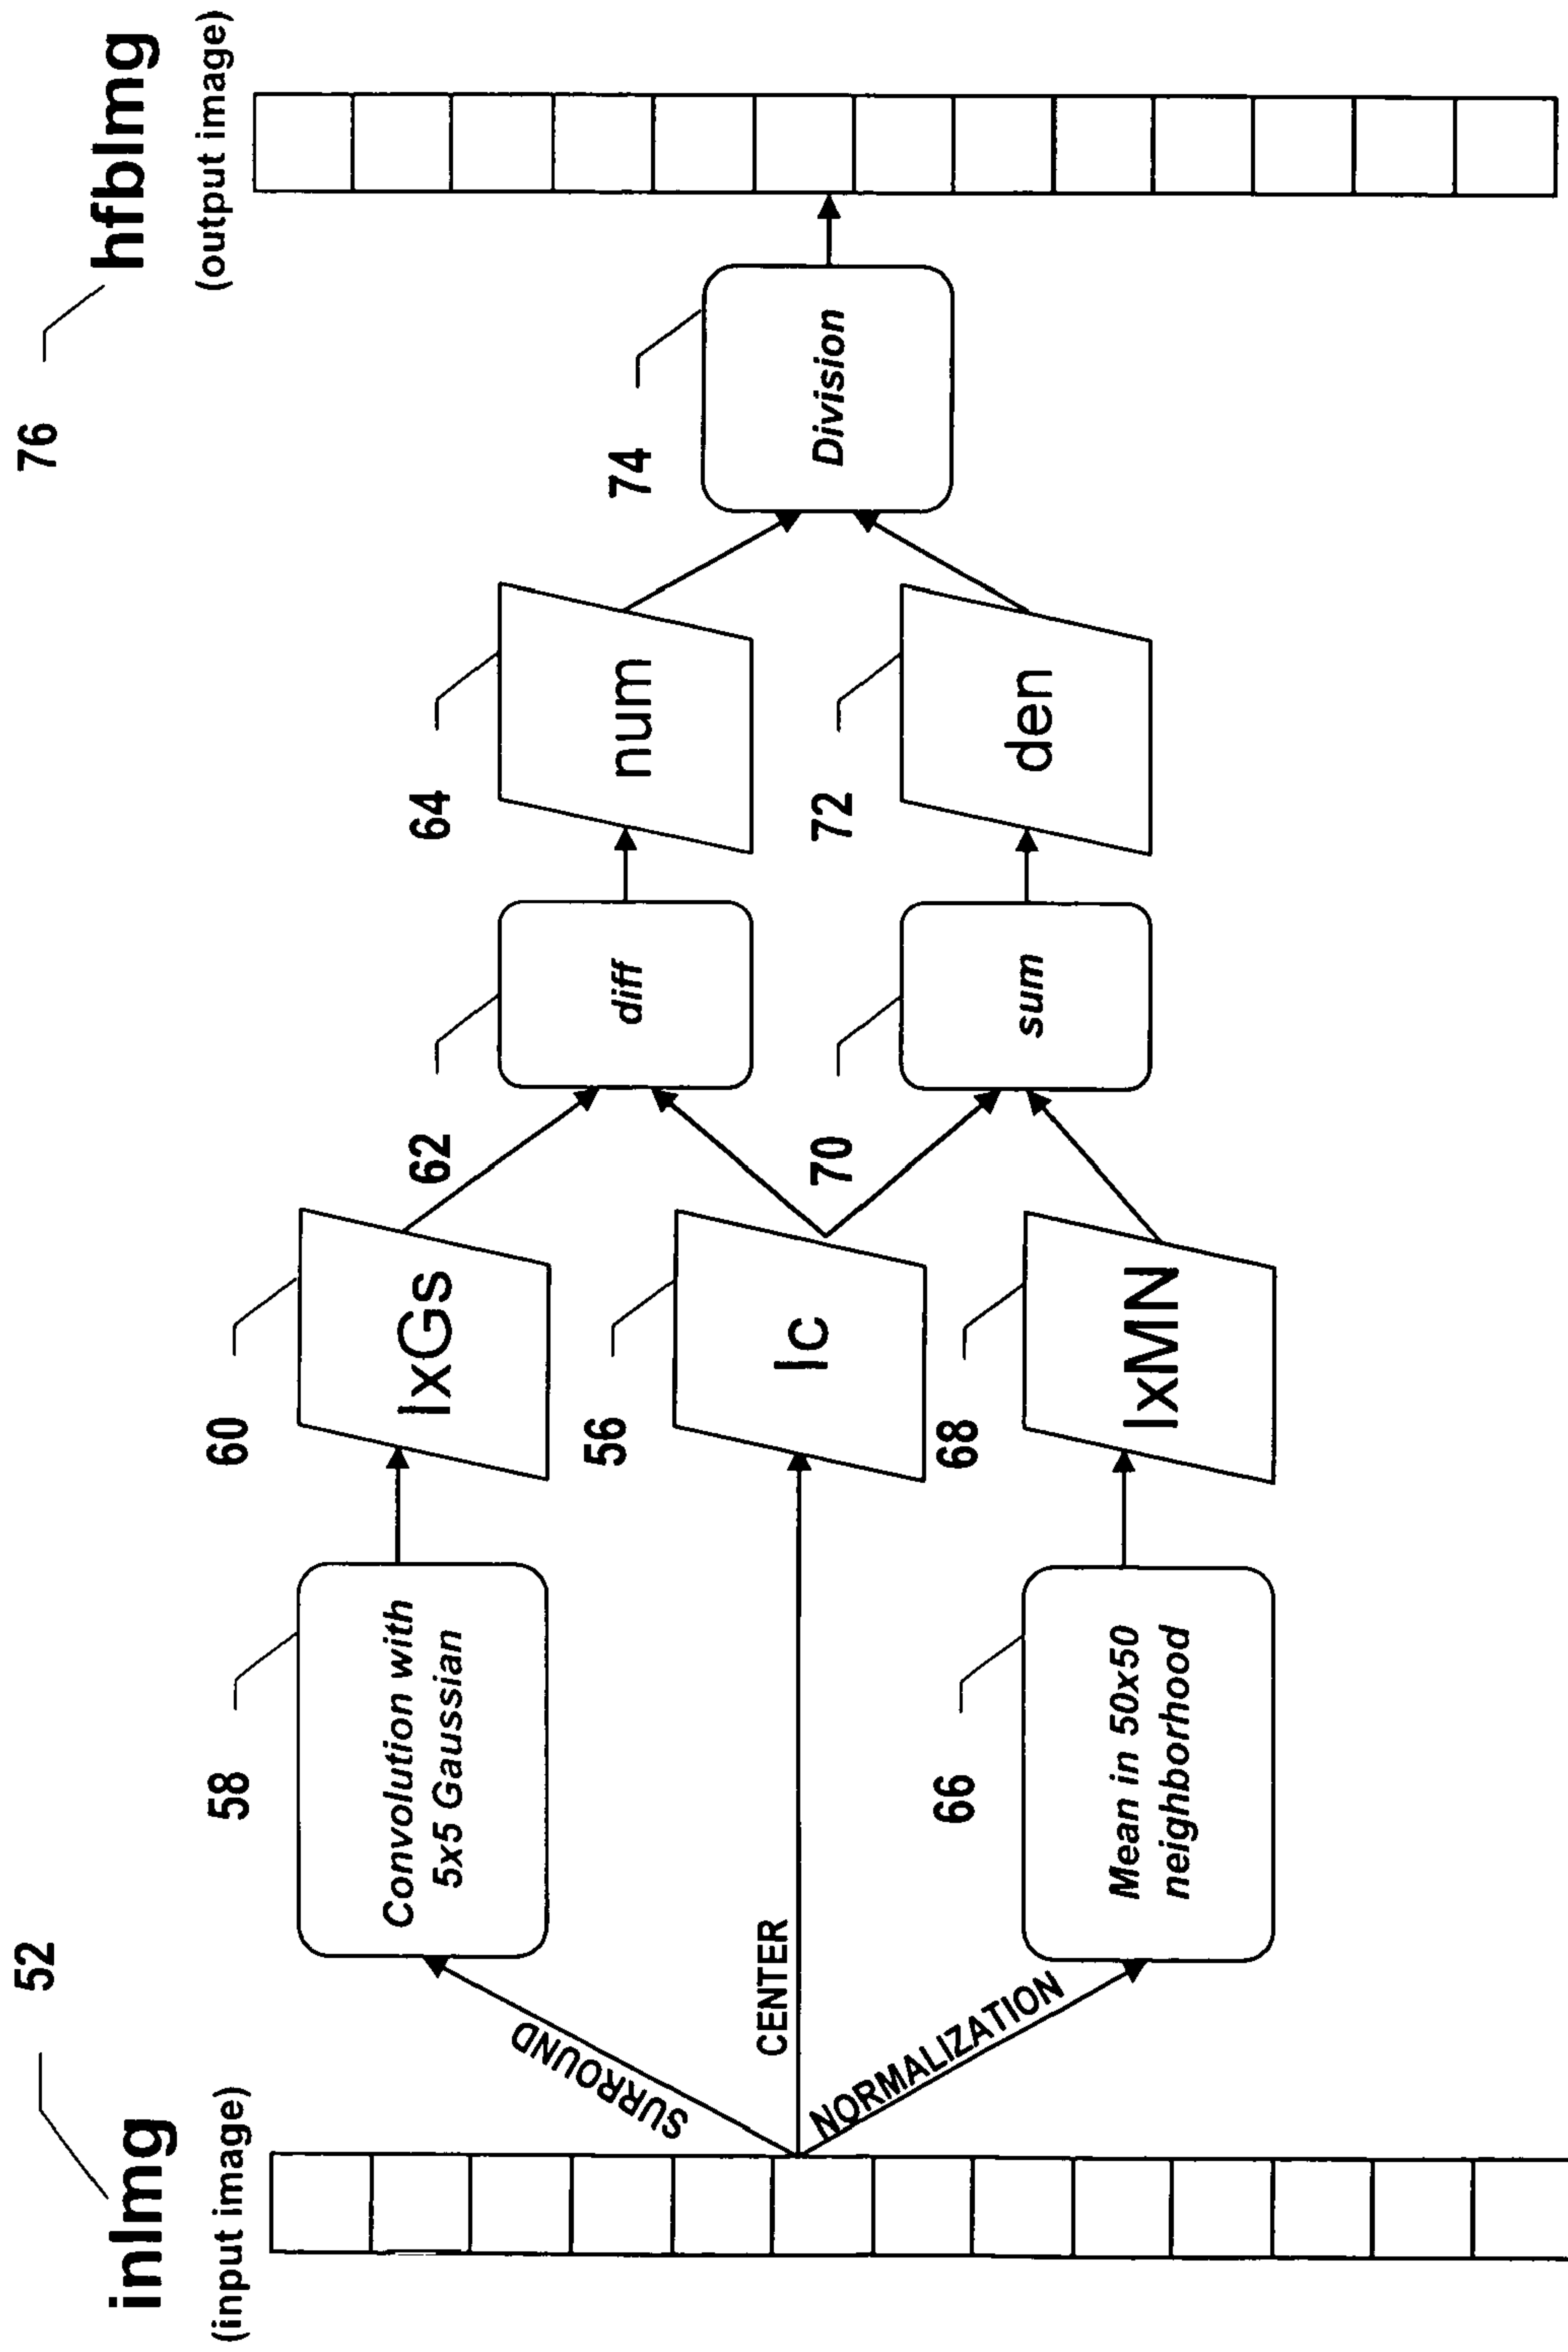 52
inImg
(input image)
SURROUND
CENTER
NORMALIZATION
58
Convolution with
5x5 Gaussian
66
Mean in 50x50
neighborhood
60
IxGs
56
Ic
68
IxMN
62
diff
70
sum
64
num
72
den
74
Division
76
hfbImg
(output image)